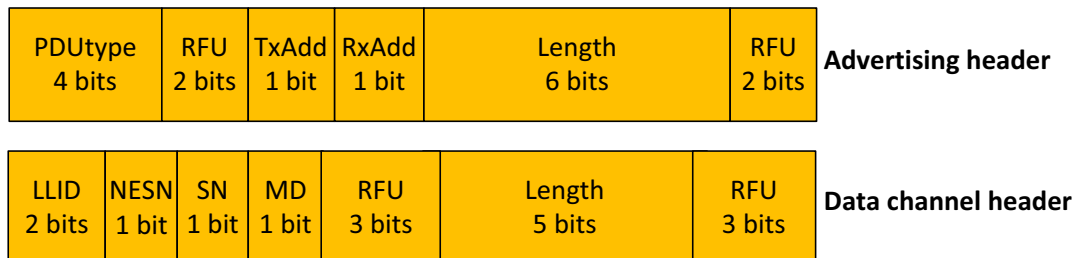 PDUtype RFU TxAdd RxAdd Length RFU
4 bits 2 bits 1 bit 1 bit 6 bits 2 bits
Advertising header
LLID NESN SN MD RFU Length RFU
2 bits 1 bit 1 bit 1 bit 3 bits 5 bits 3 bits
Data channel header